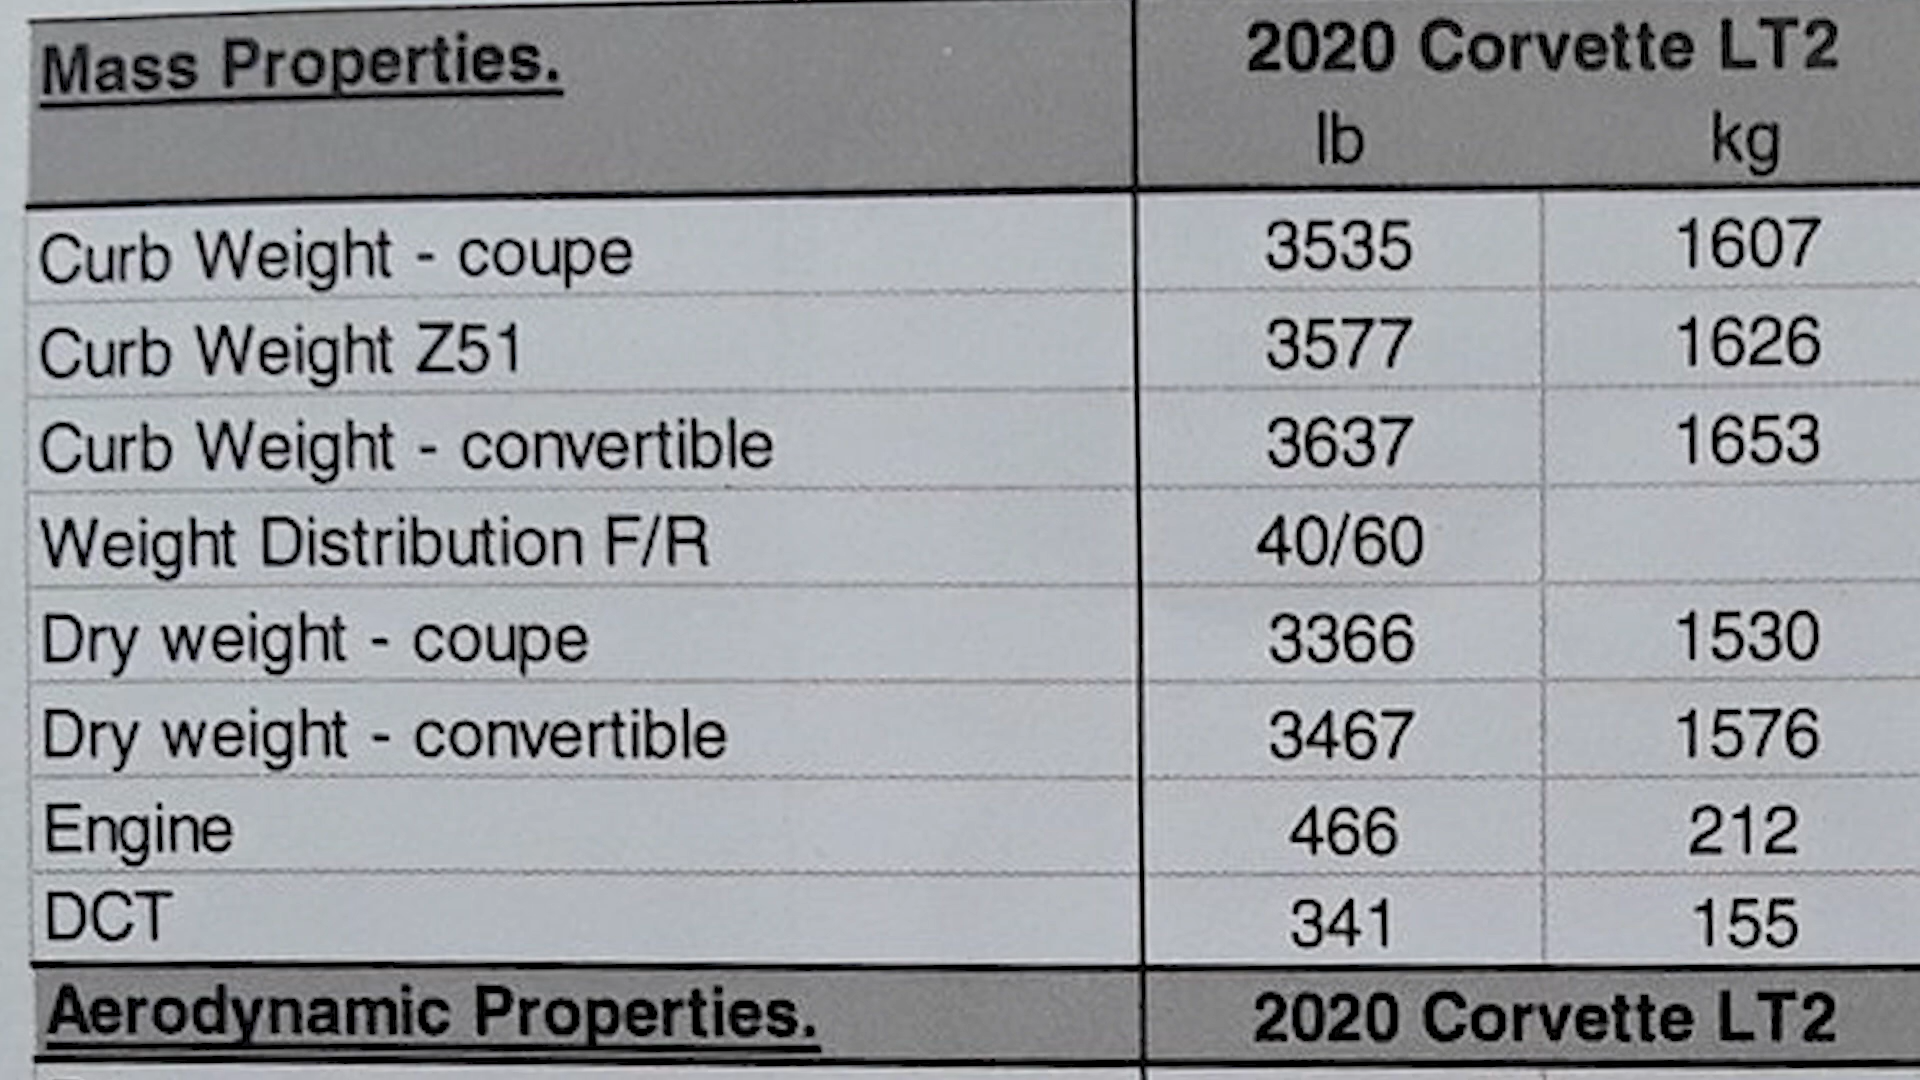 Mass Properties. 2020 Corvette LT2
lb kg
Curb Weight - coupe 3535 1607
Curb Weight Z51 3577 1626
Curb Weight - convertible 3637 1653
Weight Distribution F/R 40/60
Dry weight - coupe 3366 1530
Dry weight - convertible 3467 1576
Engine 466 212
DCT 341 155
Aerodynamic Properties. 2020 Corvette LT2